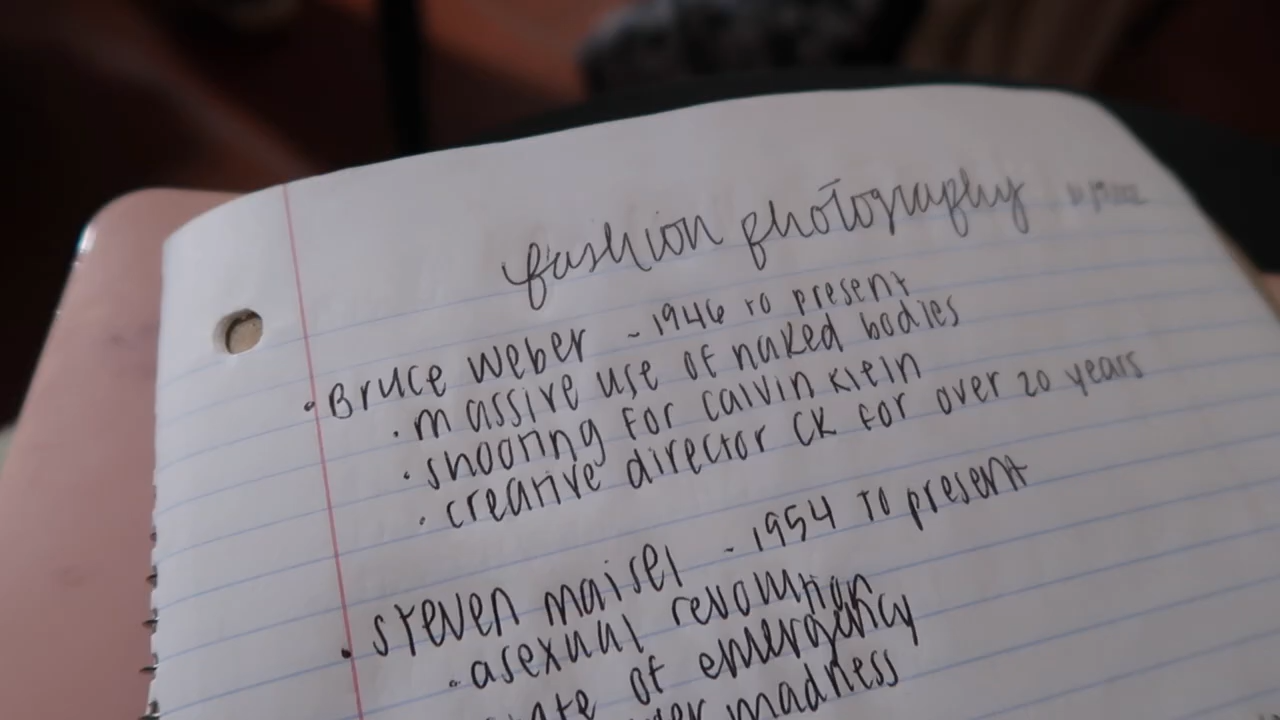 fashion photography
• Bruce Weber - 1946 to present
• massive use of naked bodies
• shooting for Calvin Klein
• creative director CK for over 20 years
• Steven Maisel - 1954 to present
• asexual revolution
of emergency
madness